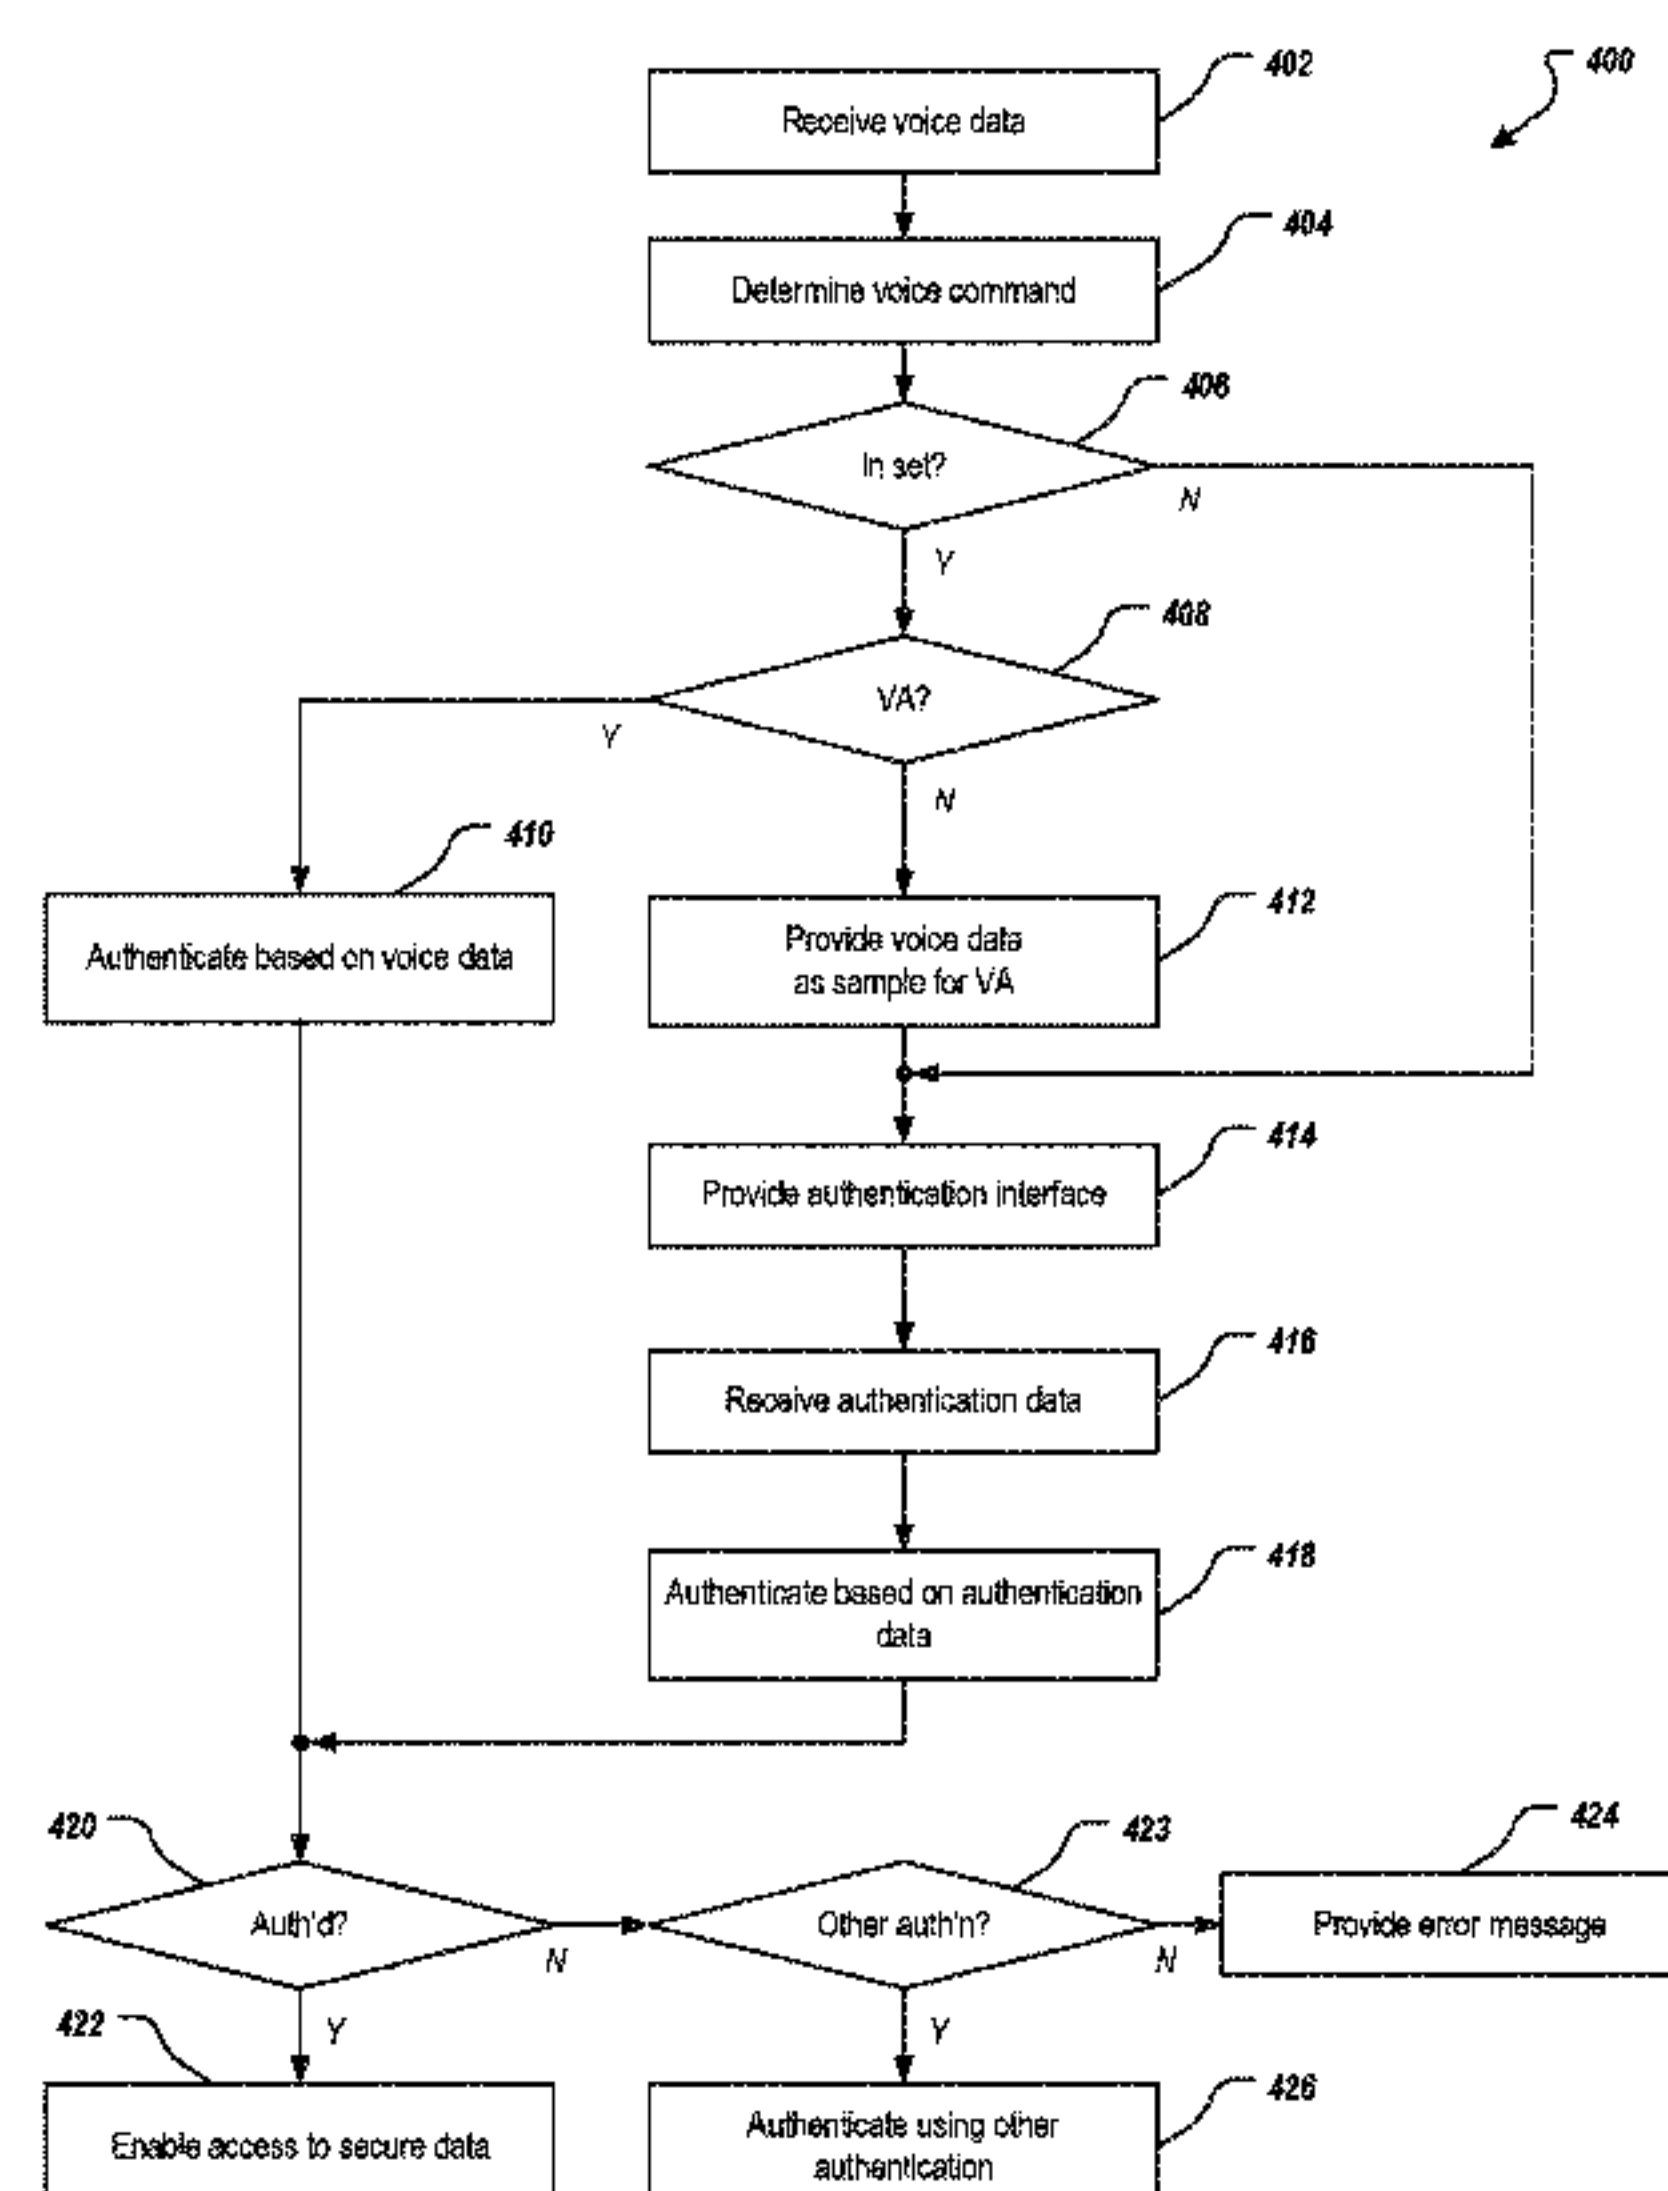 402
400
Receive voice data
404
Determine voice command
406
In set?
N
Y
408
VA?
Y
N
410
412
Authenticate based on voice data
Provide voice data
as sample for VA
414
Provide authentication interface
416
Receive authentication data
418
Authenticate based on authentication
data
420
423
424
Auth'd?
N
Other auth'n?
N
Provide error message
422
Y
Y
426
Enable access to secure data
Authenticate using other
authentication